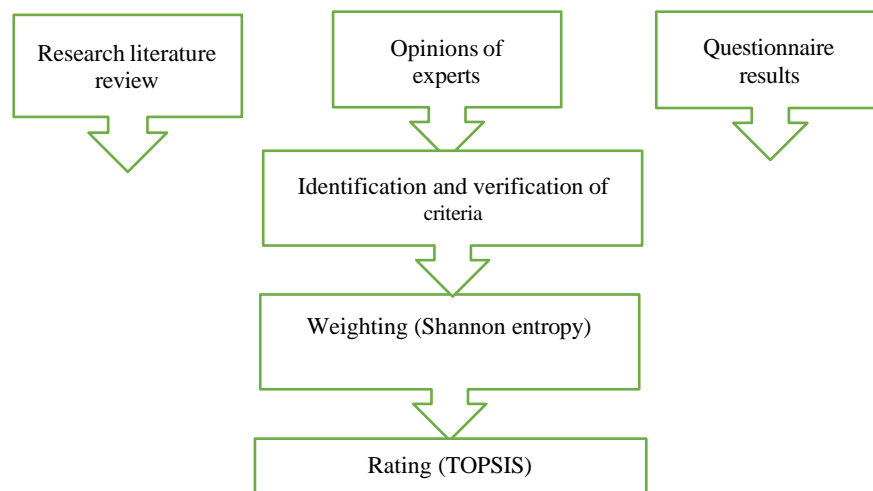 Research literature
review
Opinions of
experts
Questionnaire
results
Identification and verification of
criteria
Weighting (Shannon entropy)
Rating (TOPSIS)